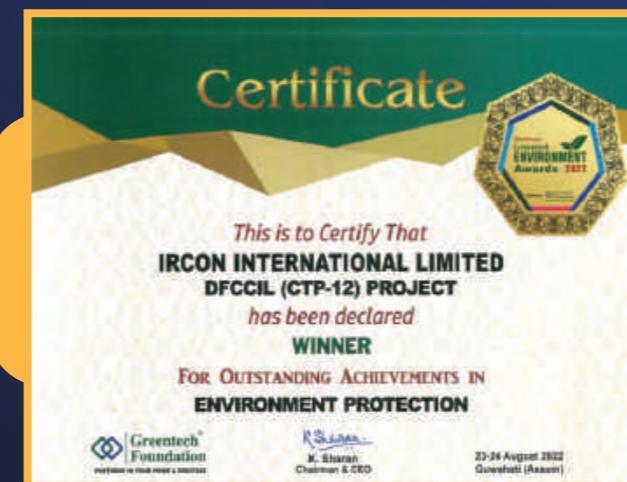 Certificate
Greentech
ENVIRONMENT
Awards 2022
This is to Certify That
IRCON INTERNATIONAL LIMITED
DFCCIL (CTP-12) PROJECT
has been declared
WINNER
FOR OUTSTANDING ACHIEVEMENTS IN
ENVIRONMENT PROTECTION
Greentech
Foundation
K. Sharan
Chairman & CEO
23-24 August 2022
Guwahati (Assam)